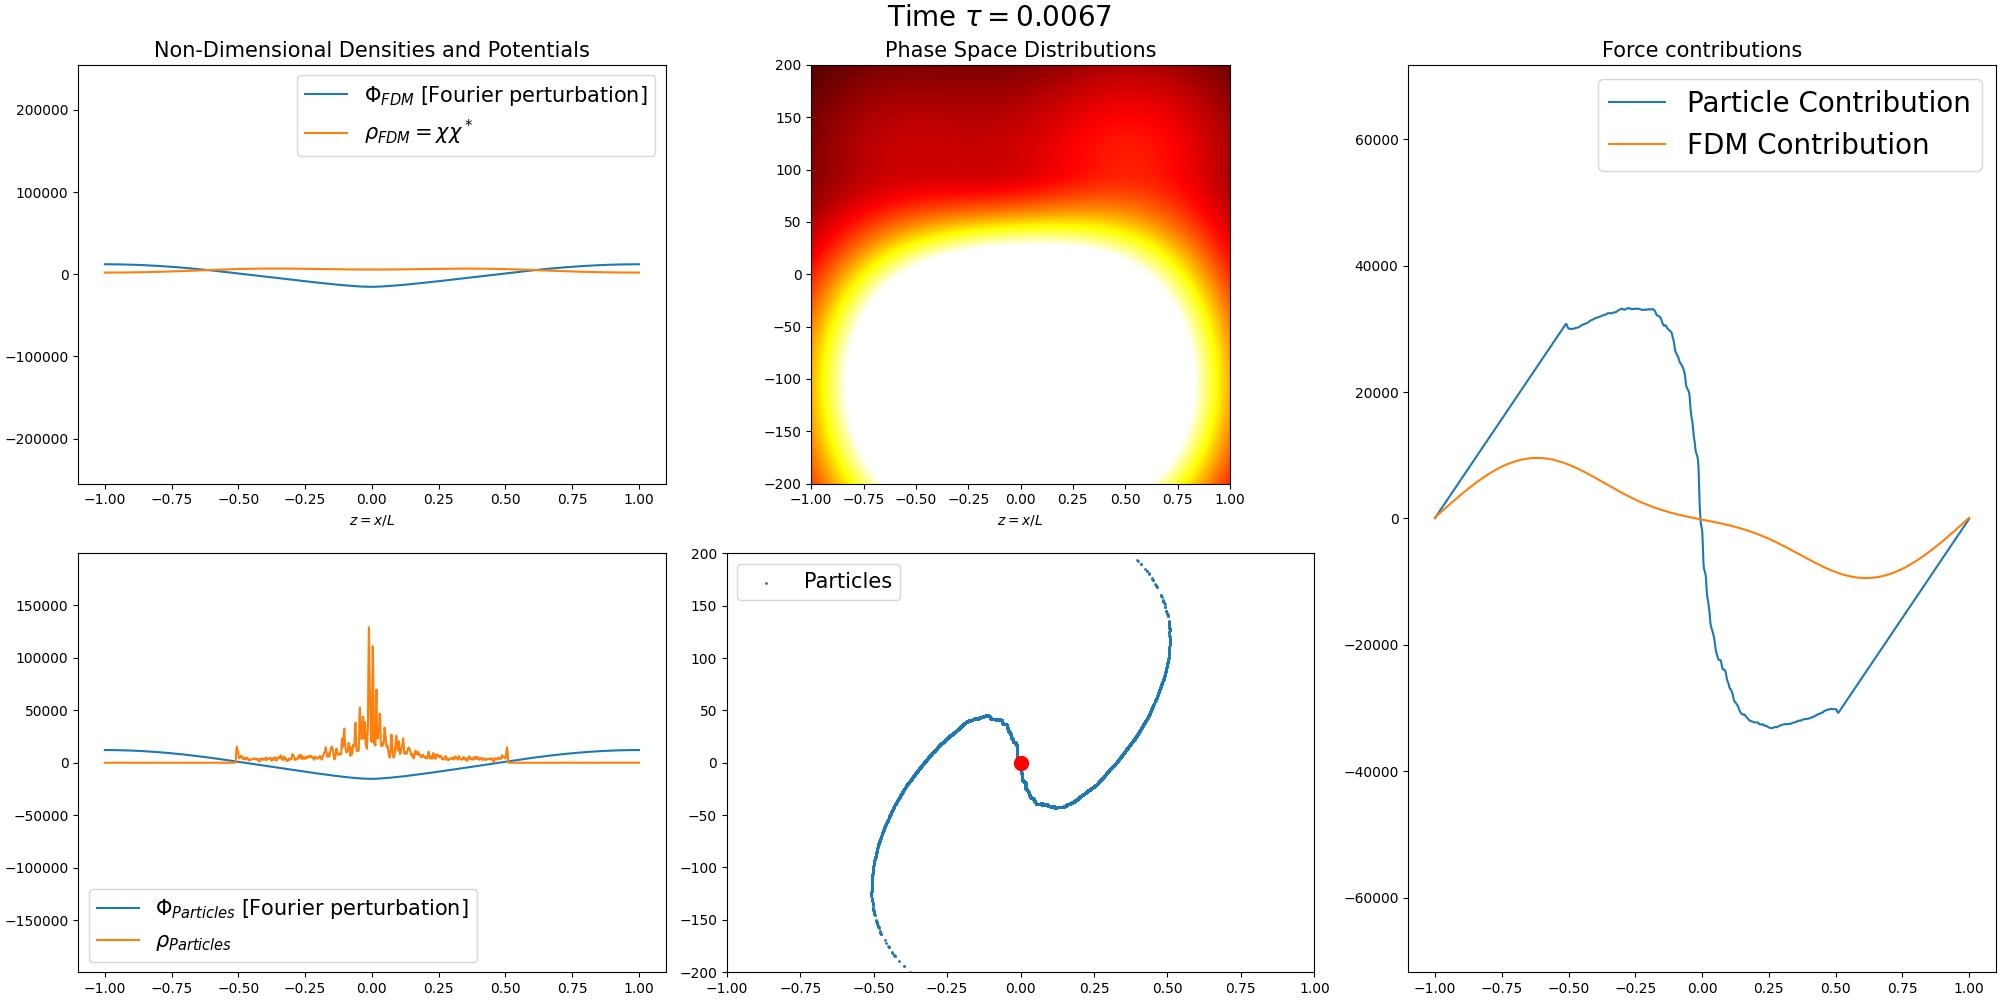 Time τ = 0.0067
Non-Dimensional Densities and Potentials
Φ_FDM [Fourier perturbation]
ρ_FDM = χχ*
200000
100000
0
−100000
−200000
−1.00 −0.75 −0.50 −0.25 0.00 0.25 0.50 0.75 1.00
z = x/L
Phase Space Distributions
200
150
100
50
0
−50
−100
−150
−200
−1.00 −0.75 −0.50 −0.25 0.00 0.25 0.50 0.75 1.00
z = x/L
Force contributions
Particle Contribution
FDM Contribution
60000
40000
20000
0
−20000
−40000
−60000
−1.00 −0.75 −0.50 −0.25 0.00 0.25 0.50 0.75 1.00
150000
100000
50000
0
−50000
−100000
−150000
Φ_Particles [Fourier perturbation]
ρ_Particles
−1.00 −0.75 −0.50 −0.25 0.00 0.25 0.50 0.75 1.00
Particles
200
150
100
50
0
−50
−100
−150
−200
−1.00 −0.75 −0.50 −0.25 0.00 0.25 0.50 0.75 1.00